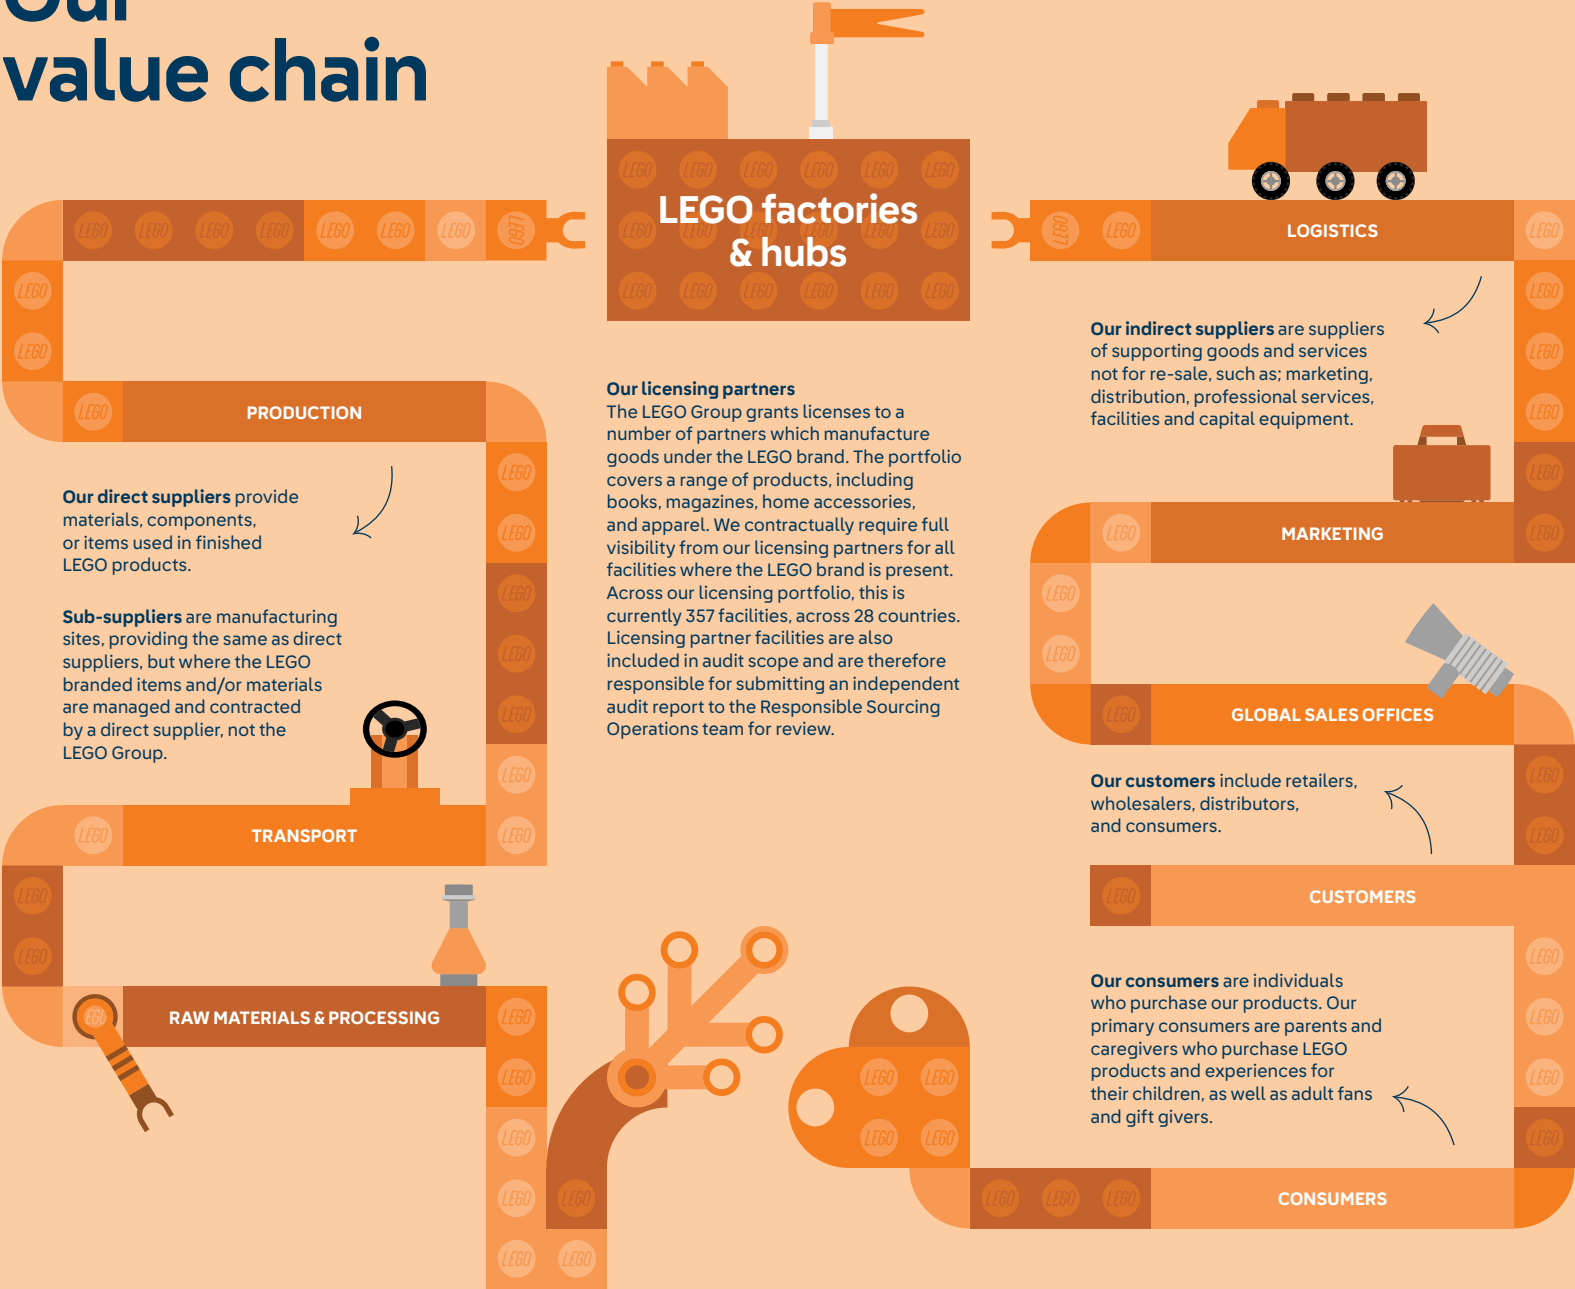 Our
value chain
LEGO factories
& hubs
PRODUCTION
Our direct suppliers provide
materials, components,
or items used in finished
LEGO products.
Sub-suppliers are manufacturing
sites, providing the same as direct
suppliers, but where the LEGO
branded items and/or materials
are managed and contracted
by a direct supplier, not the
LEGO Group.
TRANSPORT
RAW MATERIALS & PROCESSING
Our licensing partners
The LEGO Group grants licenses to a
number of partners which manufacture
goods under the LEGO brand. The portfolio
covers a range of products, including
books, magazines, home accessories,
and apparel. We contractually require full
visibility from our licensing partners for all
facilities where the LEGO brand is present.
Across our licensing portfolio, this is
currently 357 facilities, across 28 countries.
Licensing partner facilities are also
included in audit scope and are therefore
responsible for submitting an independent
audit report to the Responsible Sourcing
Operations team for review.
LOGISTICS
Our indirect suppliers are suppliers
of supporting goods and services
not for re-sale, such as; marketing,
distribution, professional services,
facilities and capital equipment.
MARKETING
GLOBAL SALES OFFICES
Our customers include retailers,
wholesalers, distributors,
and consumers.
CUSTOMERS
Our consumers are individuals
who purchase our products. Our
primary consumers are parents and
caregivers who purchase LEGO
products and experiences for
their children, as well as adult fans
and gift givers.
CONSUMERS